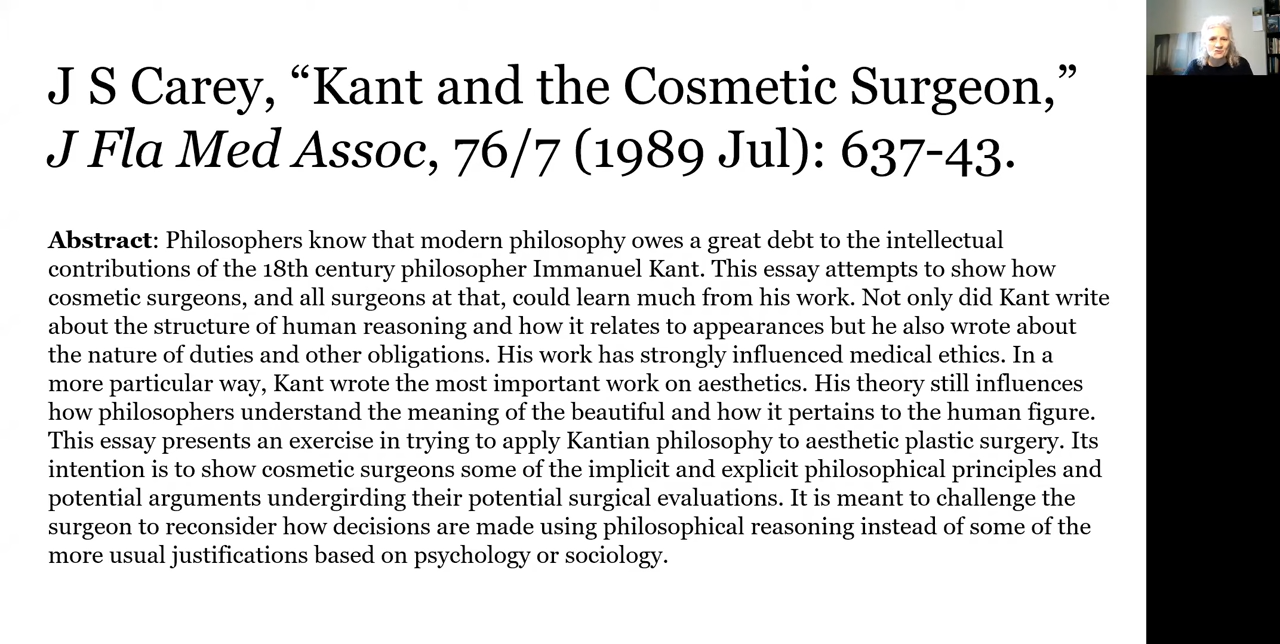 J S Carey, “Kant and the Cosmetic Surgeon,”
J Fla Med Assoc, 76/7 (1989 Jul): 637-43.
Abstract: Philosophers know that modern philosophy owes a great debt to the intellectual
contributions of the 18th century philosopher Immanuel Kant. This essay attempts to show how
cosmetic surgeons, and all surgeons at that, could learn much from his work. Not only did Kant write
about the structure of human reasoning and how it relates to appearances but he also wrote about
the nature of duties and other obligations. His work has strongly influenced medical ethics. In a
more particular way, Kant wrote the most important work on aesthetics. His theory still influences
how philosophers understand the meaning of the beautiful and how it pertains to the human figure.
This essay presents an exercise in trying to apply Kantian philosophy to aesthetic plastic surgery. Its
intention is to show cosmetic surgeons some of the implicit and explicit philosophical principles and
potential arguments undergirding their potential surgical evaluations. It is meant to challenge the
surgeon to reconsider how decisions are made using philosophical reasoning instead of some of the
more usual justifications based on psychology or sociology.